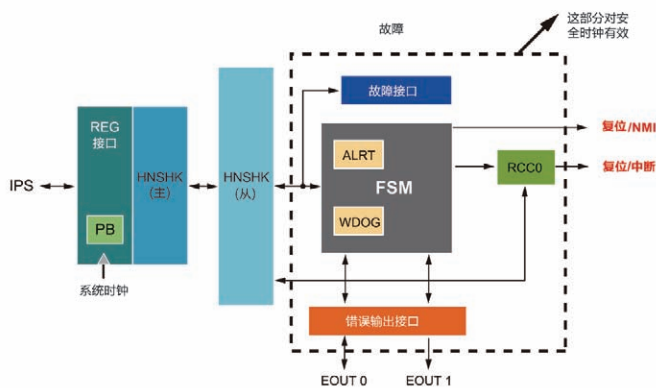 这部分对安
全时钟有效
故障
故障接口
REG
接口
HNSHK
(主)
HNSHK
(从)
ALRT
FSM
WDOG
RCC0
复位/NMI
复位/中断
IPS
PB
系统时钟
错误输出接口
EOUT 0
EOUT 1